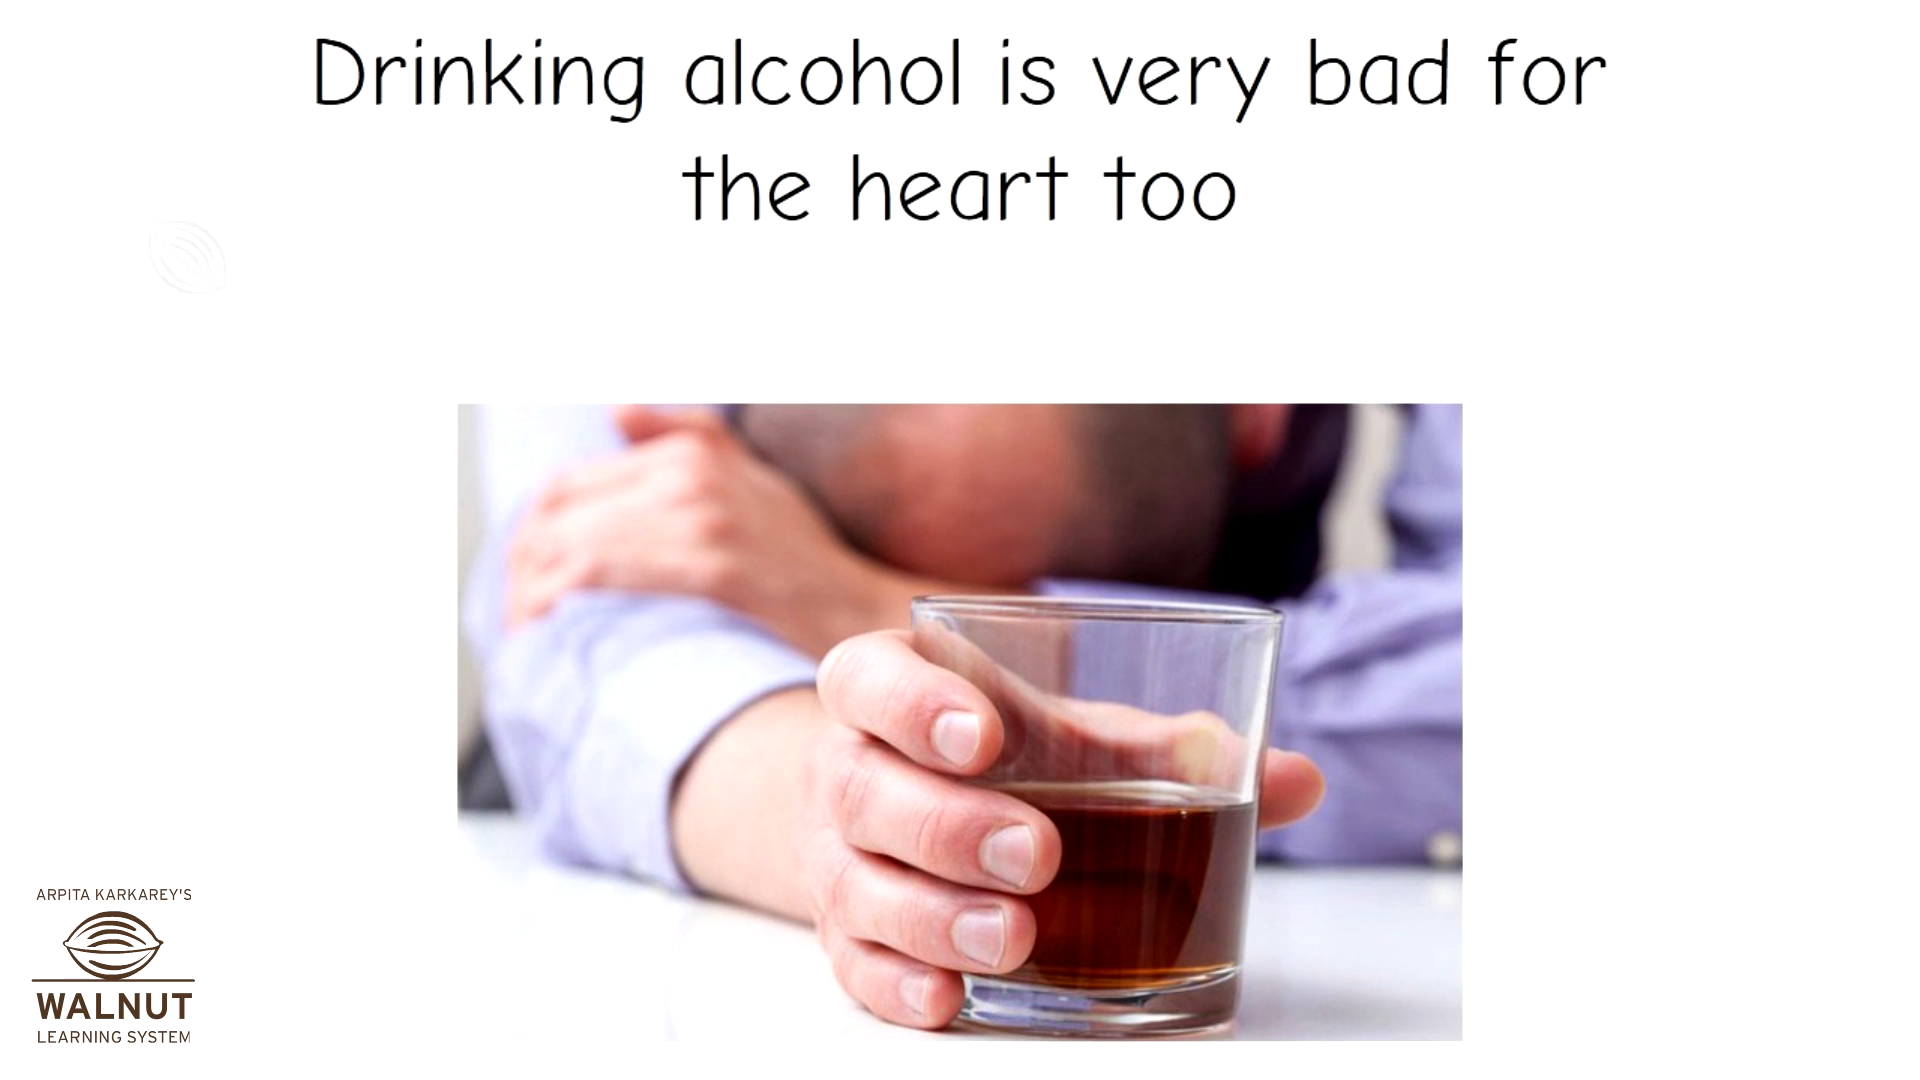 Drinking alcohol is very bad for
the heart too
ARPITA KARKAREY'S
WALNUT
LEARNING SYSTEM